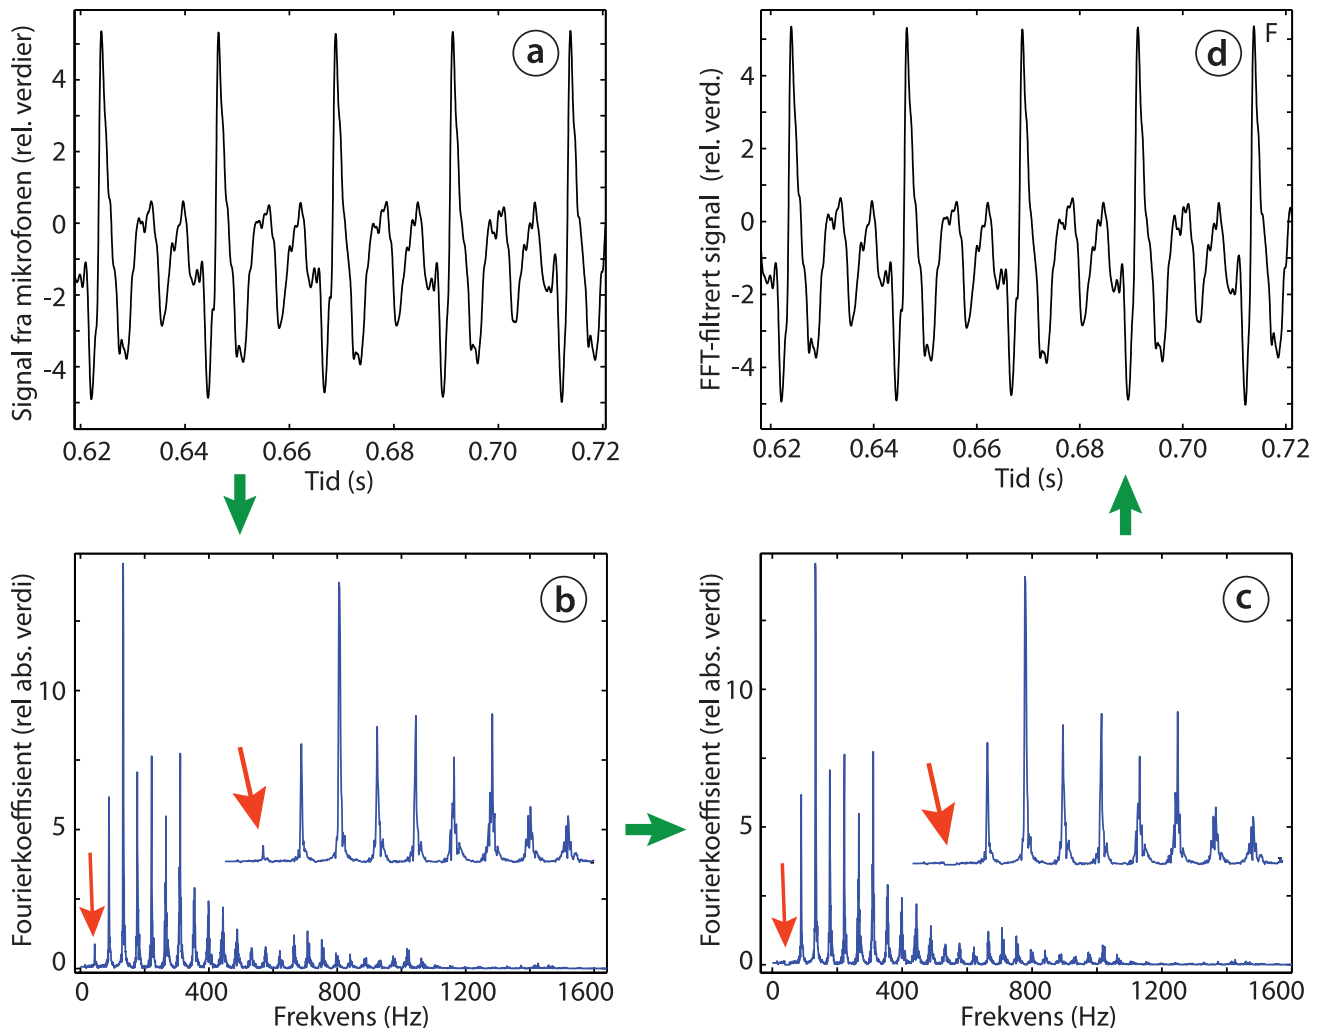 Signal fra mikrofonen (rel. verdier)
4
2
0
-2
-4
a
0.62 0.64 0.66 0.68 0.70 0.72
Tid (s)
FFT-filtrert signal (rel. verd.)
4
2
0
-2
-4
d
F
0.62 0.64 0.66 0.68 0.70 0.72
Tid (s)
Fourierkoeffisient (rel abs. verdi)
10
5
0
b
0 400 800 1200 1600
Frekvens (Hz)
Fourierkoeffisient (rel abs. verdi)
10
5
0
c
0 400 800 1200 1600
Frekvens (Hz)